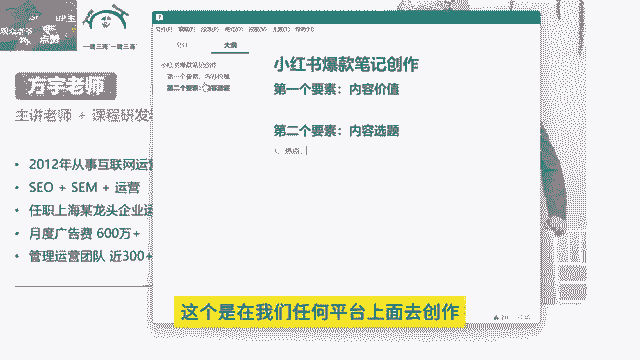 一键三连 一键三连
方宇老师
主讲老师 + 课程研发
• 2012年从事互联网运营
• SEO + SEM + 运营
• 任职上海某龙头企业运
• 月度广告费 600万+
• 管理运营团队 近300+
大纲
小红书爆款笔记创作
第一个要素：内容价值
第二个要素：内容选题
小红书爆款笔记创作
第一个要素：内容价值
第二个要素：内容选题
1、热点、
这个是在我们任何平台上面去创作